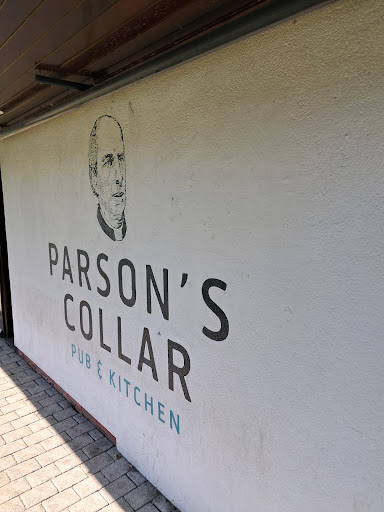 PARSON'S
COLLAR
PUB & KITCHEN